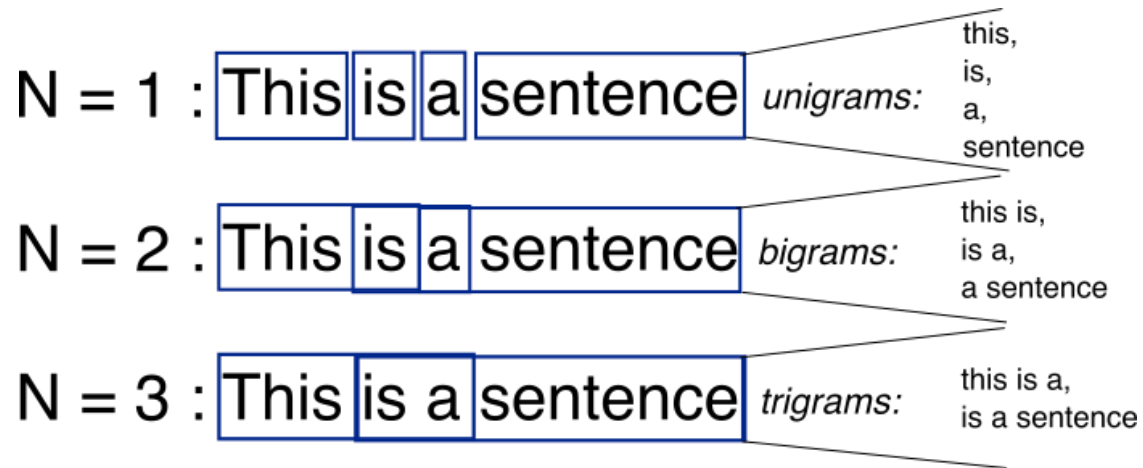 N = 1 : This is a sentence unigrams:
this,
is,
a,
sentence
N = 2 : This is a sentence bigrams:
this is,
is a,
a sentence
N = 3 : This is a sentence trigrams:
this is a,
is a sentence